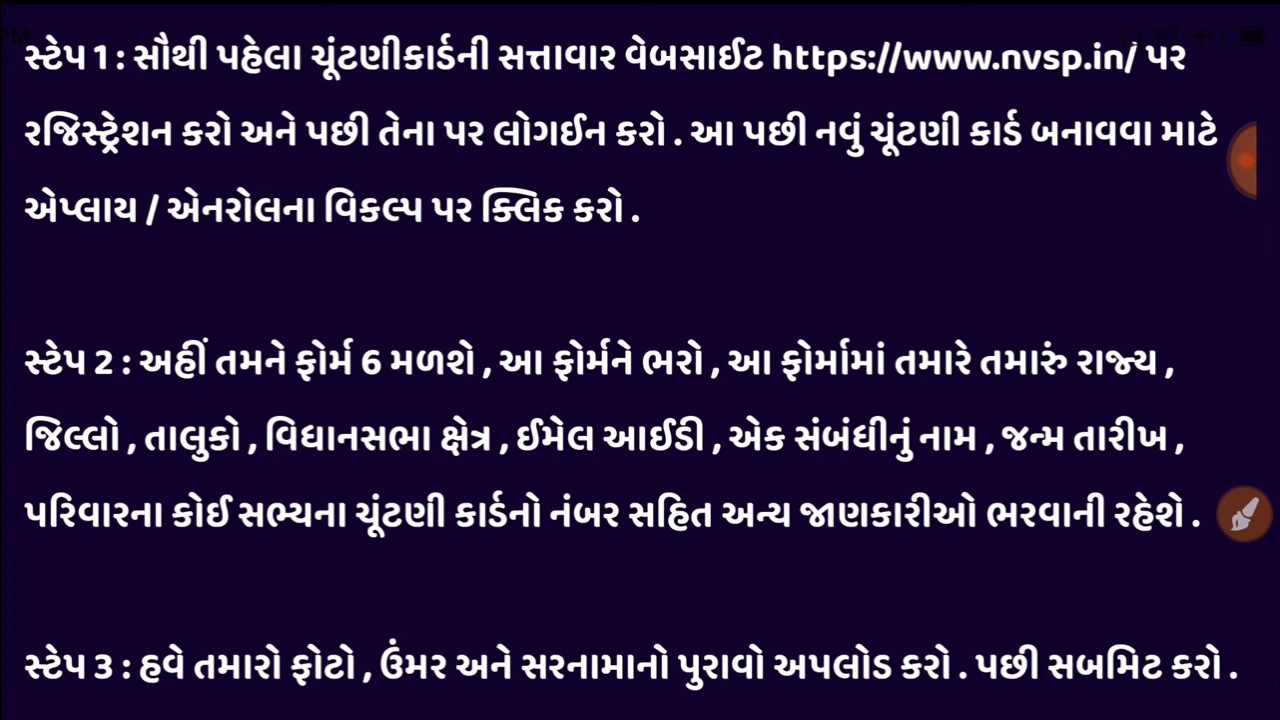 સ્ટેપ 1 : સૌથી પહેલા ચૂંટણીકાર્ડની સત્તાવાર વેબસાઈટ https://www.nvsp.in/ પર
રજિસ્ટ્રેશન કરો અને પછી તેના પર લોગઈન કરો . આ પછી નવું ચૂંટણી કાર્ડ બનાવવા માટે
એપ્લાય / એનરોલના વિકલ્પ પર ક્લિક કરો .
સ્ટેપ 2 : અહીં તમને ફોર્મ 6 મળશે , આ ફોર્મને ભરો , આ ફોર્મામાં તમારે તમારું રાજ્ય ,
જિલ્લો , તાલુકો , વિધાનસભા ક્ષેત્ર , ઈમેલ આઈડી , એક સંબંધીનું નામ , જન્મ તારીખ ,
પરિવારના કોઈ સભ્યના ચૂંટણી કાર્ડનો નંબર સહિત અન્ય જાણકારીઓ ભરવાની રહેશે .
સ્ટેપ 3 : હવે તમારો ફોટો , ઉંમર અને સરનામાનો પુરાવો અપલોડ કરો . પછી સબમિટ કરો .